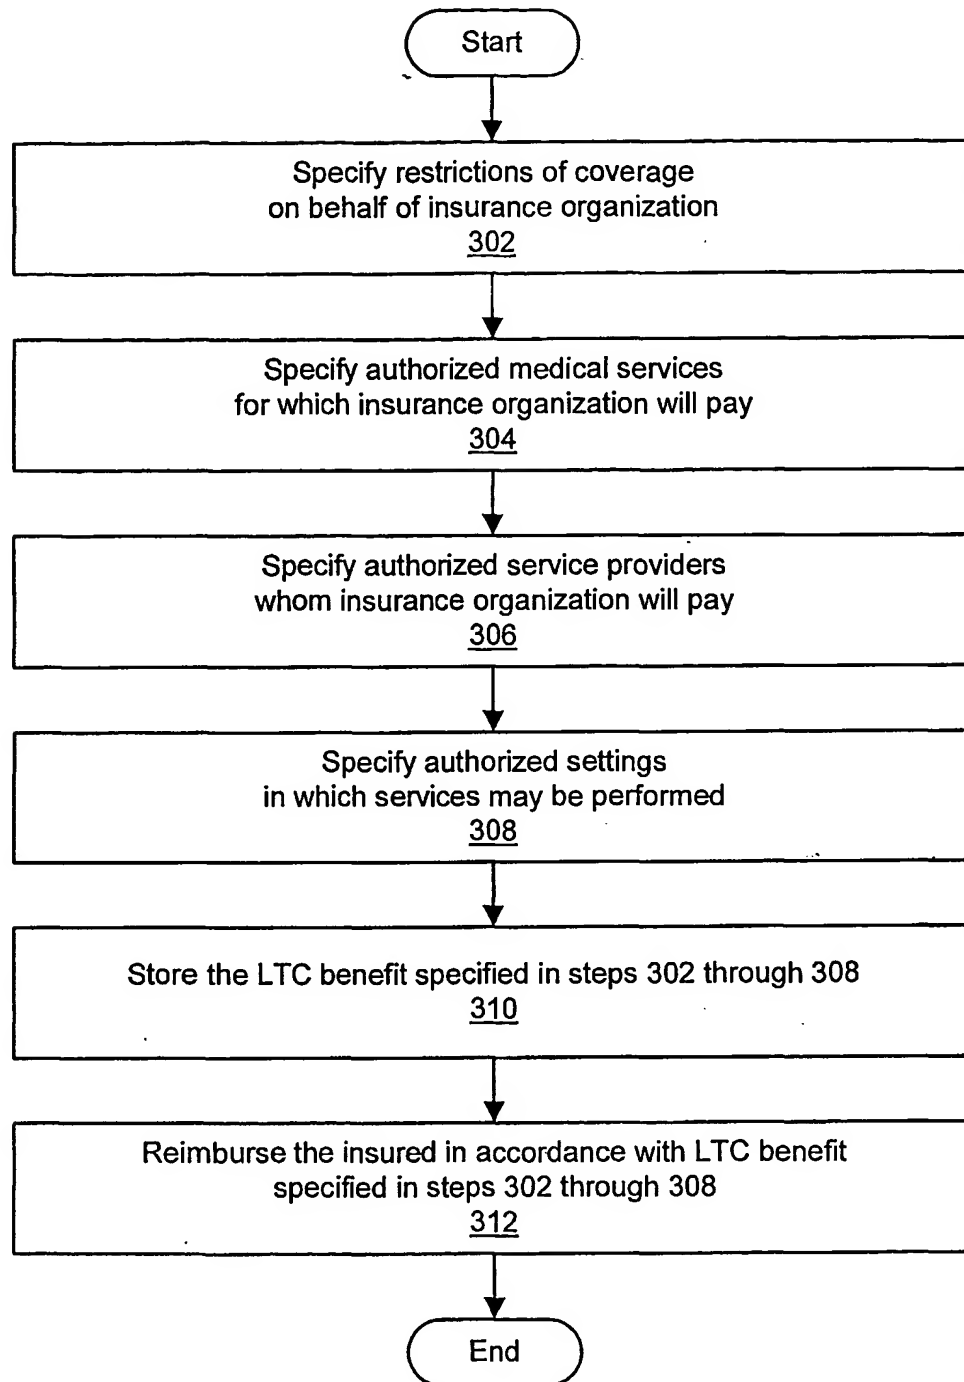 Start
Specify restrictions of coverage
on behalf of insurance organization
302
Specify authorized medical services
for which insurance organization will pay
304
Specify authorized service providers
whom insurance organization will pay
306
Specify authorized settings
in which services may be performed
308
Store the LTC benefit specified in steps 302 through 308
310
Reimburse the insured in accordance with LTC benefit
specified in steps 302 through 308
312
End